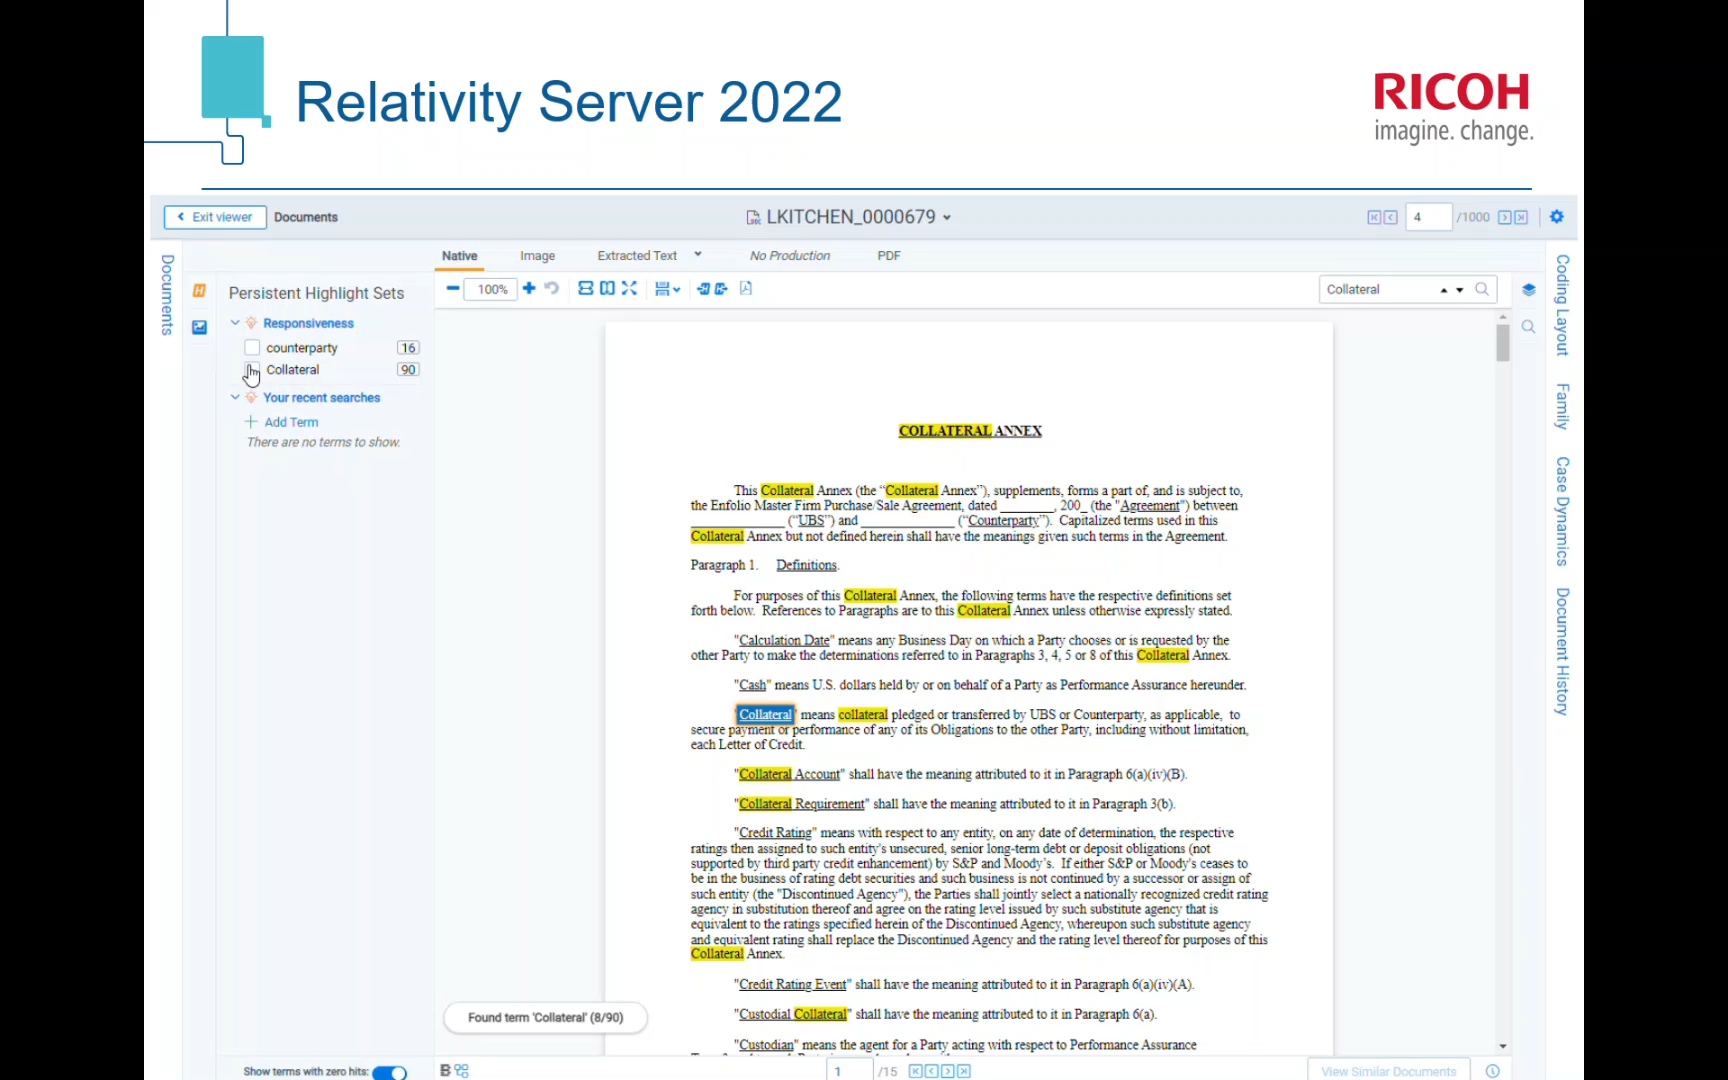 Relativity Server 2022
RICOH
imagine. change.
Exit viewer
Documents
LKITCHEN_0000679
4
/1000
Documents
Native
Image
Extracted Text
No Production
PDF
Persistent Highlight Sets
Responsiveness
counterparty 16
Collateral 90
Your recent searches
Add Term
There are no terms to show.
Show terms with zero hits:
100%
Collateral
COLLATERAL ANNEX
This Collateral Annex (the “Collateral Annex”), supplements, forms a part of, and is subject to,
the Enfolio Master Firm Purchase/Sale Agreement, dated _______, 200_ (the "Agreement") between
______________ (“UBS”) and ______________ (“Counterparty”). Capitalized terms used in this
Collateral Annex but not defined herein shall have the meanings given such terms in the Agreement.
Paragraph 1. Definitions.
For purposes of this Collateral Annex, the following terms have the respective definitions set
forth below. References to Paragraphs are to this Collateral Annex unless otherwise expressly stated.
"Calculation Date" means any Business Day on which a Party chooses or is requested by the
other Party to make the determinations referred to in Paragraphs 3, 4, 5 or 8 of this Collateral Annex.
"Cash" means U.S. dollars held by or on behalf of a Party as Performance Assurance hereunder.
"Collateral" means collateral pledged or transferred by UBS or Counterparty, as applicable, to
secure payment or performance of any of its Obligations to the other Party, including without limitation,
each Letter of Credit.
"Collateral Account" shall have the meaning attributed to it in Paragraph 6(a)(iv)(B).
"Collateral Requirement" shall have the meaning attributed to it in Paragraph 3(b).
"Credit Rating" means with respect to any entity, on any date of determination, the respective
ratings then assigned to such entity's unsecured, senior long-term debt or deposit obligations (not
supported by third party credit enhancement) by S&P and Moody’s. If either S&P or Moody's ceases to
be in the business of rating debt securities and such business is not continued by a successor or assign of
such entity (the "Discontinued Agency"), the Parties shall jointly select a nationally recognized credit rating
agency in substitution thereof and agree on the rating level issued by such substitute agency that is
equivalent to the ratings specified herein of the Discontinued Agency, whereupon such substitute agency
and equivalent rating shall replace the Discontinued Agency and the rating level thereof for purposes of this
Collateral Annex.
"Credit Rating Event" shall have the meaning attributed to it in Paragraph 6(a)(iv)(A).
"Custodial Collateral" shall have the meaning attributed to it in Paragraph 6(a).
"Custodian" means the agent for a Party acting with respect to Performance Assurance
Found term 'Collateral' (8/90)
1
/15
View Similar Documents
Coding Layout
Family
Case Dynamics
Document History